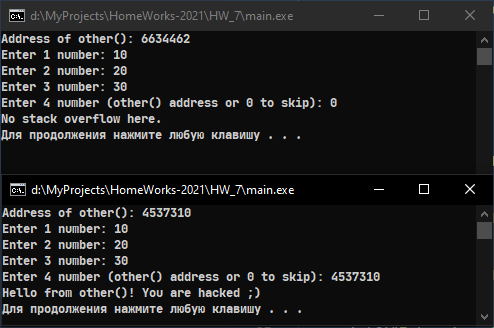 d:\MyProjects\HomeWorks-2021\HW_7\main.exe
Address of other(): 6634462
Enter 1 number: 10
Enter 2 number: 20
Enter 3 number: 30
Enter 4 number (other() address or 0 to skip): 0
No stack overflow here.
Для продолжения нажмите любую клавишу . . .
d:\MyProjects\HomeWorks-2021\HW_7\main.exe
Address of other(): 4537310
Enter 1 number: 10
Enter 2 number: 20
Enter 3 number: 30
Enter 4 number (other() address or 0 to skip): 4537310
Hello from other()! You are hacked ;)
Для продолжения нажмите любую клавишу . . .